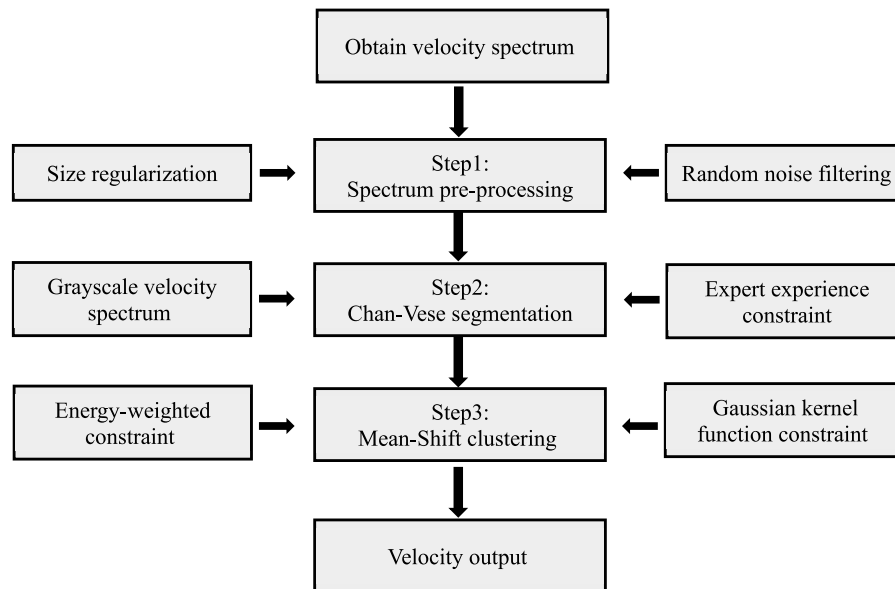 Obtain velocity spectrum
Size regularization
Step1:
Spectrum pre-processing
Random noise filtering
Grayscale velocity
spectrum
Step2:
Chan-Vese segmentation
Expert experience
constraint
Energy-weighted
constraint
Step3:
Mean-Shift clustering
Gaussian kernel
function constraint
Velocity output